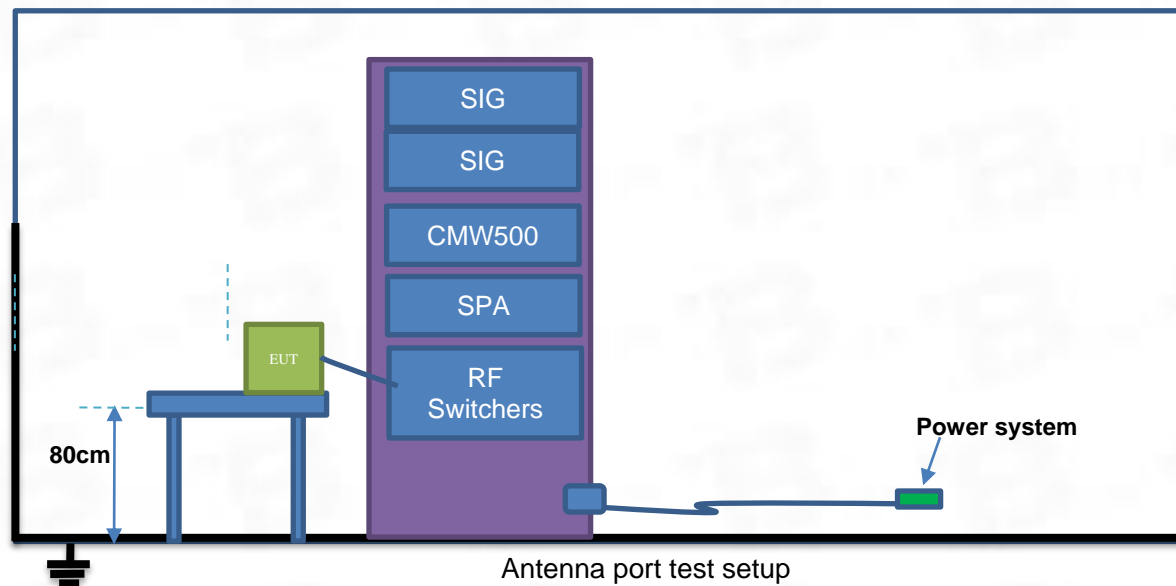 SIG
SIG
CMW500
SPA
EUT
RF
Switchers
80cm
Power system
Antenna port test setup